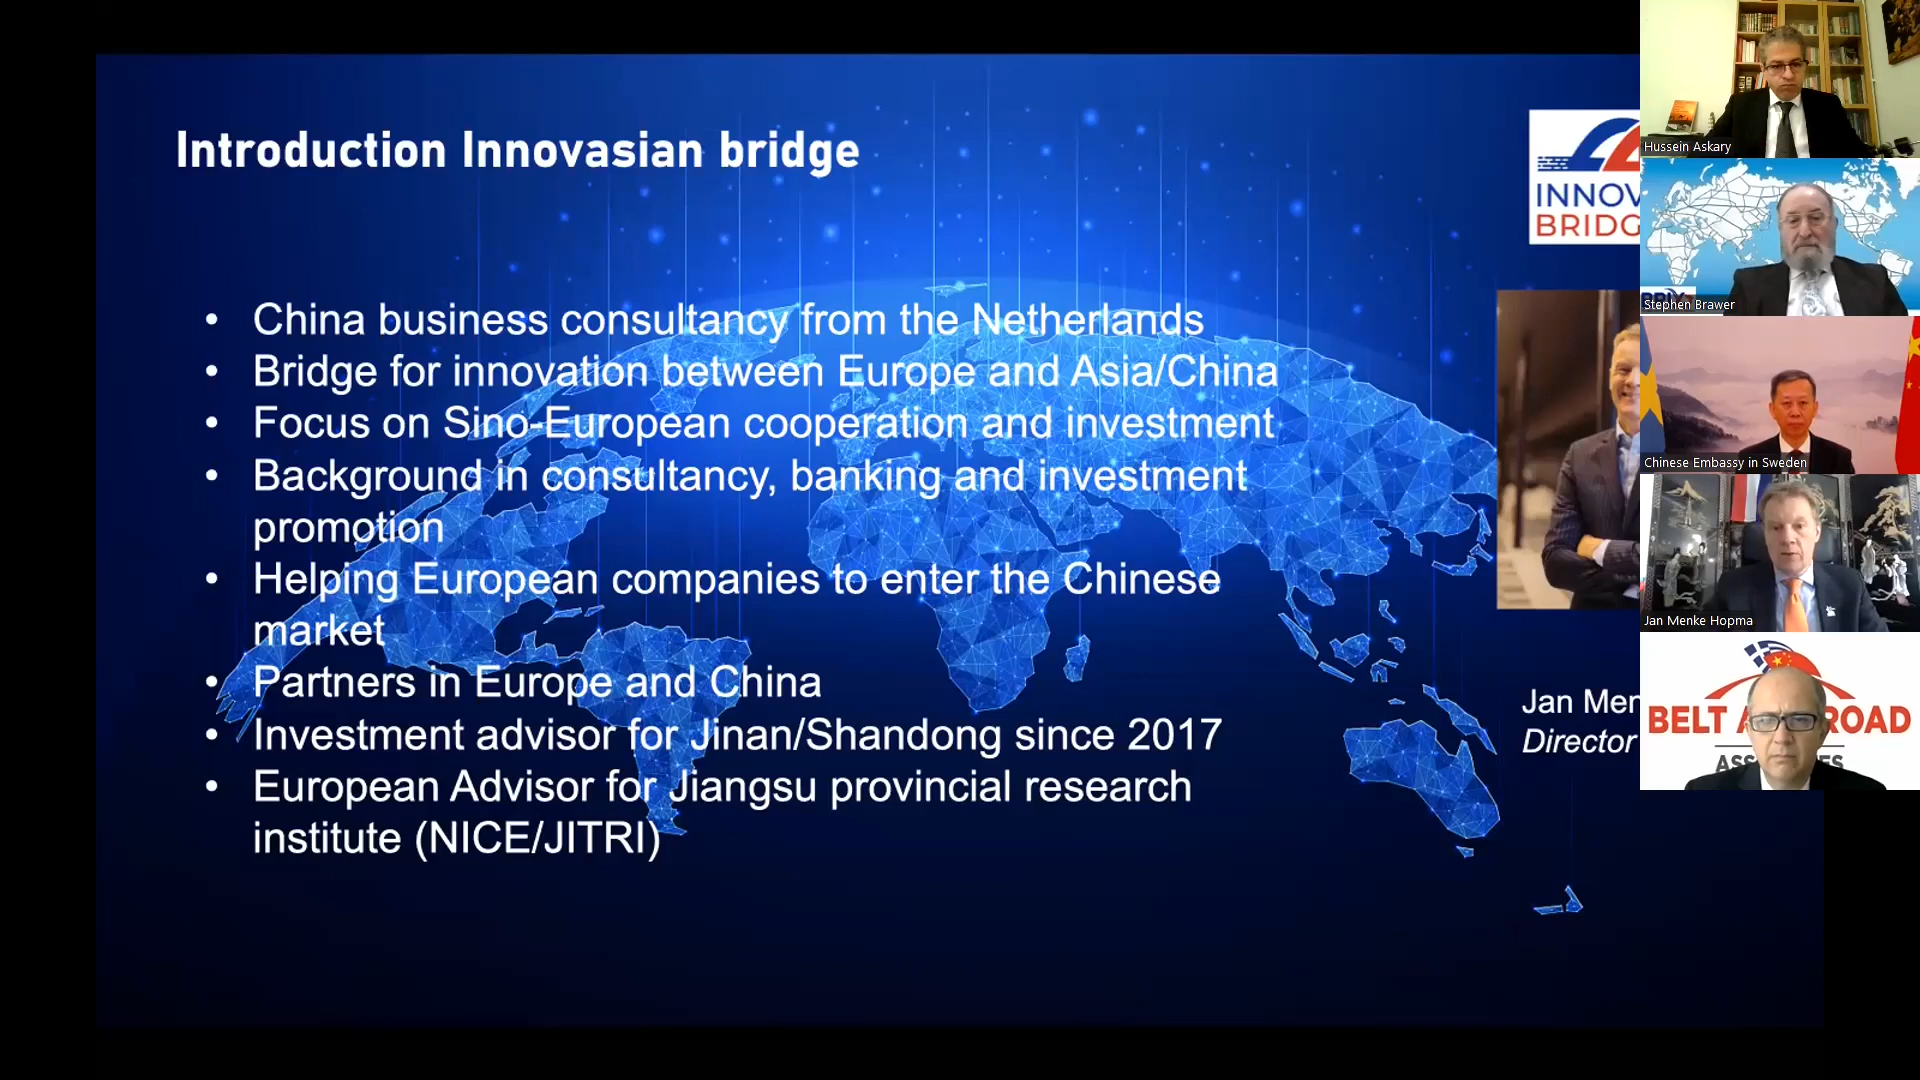 Introduction Innovasian bridge
INNOV
BRIDG
• China business consultancy from the Netherlands
• Bridge for innovation between Europe and Asia/China
• Focus on Sino-European cooperation and investment
• Background in consultancy, banking and investment
promotion
• Helping European companies to enter the Chinese
market
• Partners in Europe and China
• Investment advisor for Jinan/Shandong since 2017
• European Advisor for Jiangsu provincial research
institute (NICE/JITRI)
Jan Men
Director
Hussein Askary
Stephen Brawer
Chinese Embassy in Sweden
Jan Menke Hopma
BELT A ROAD